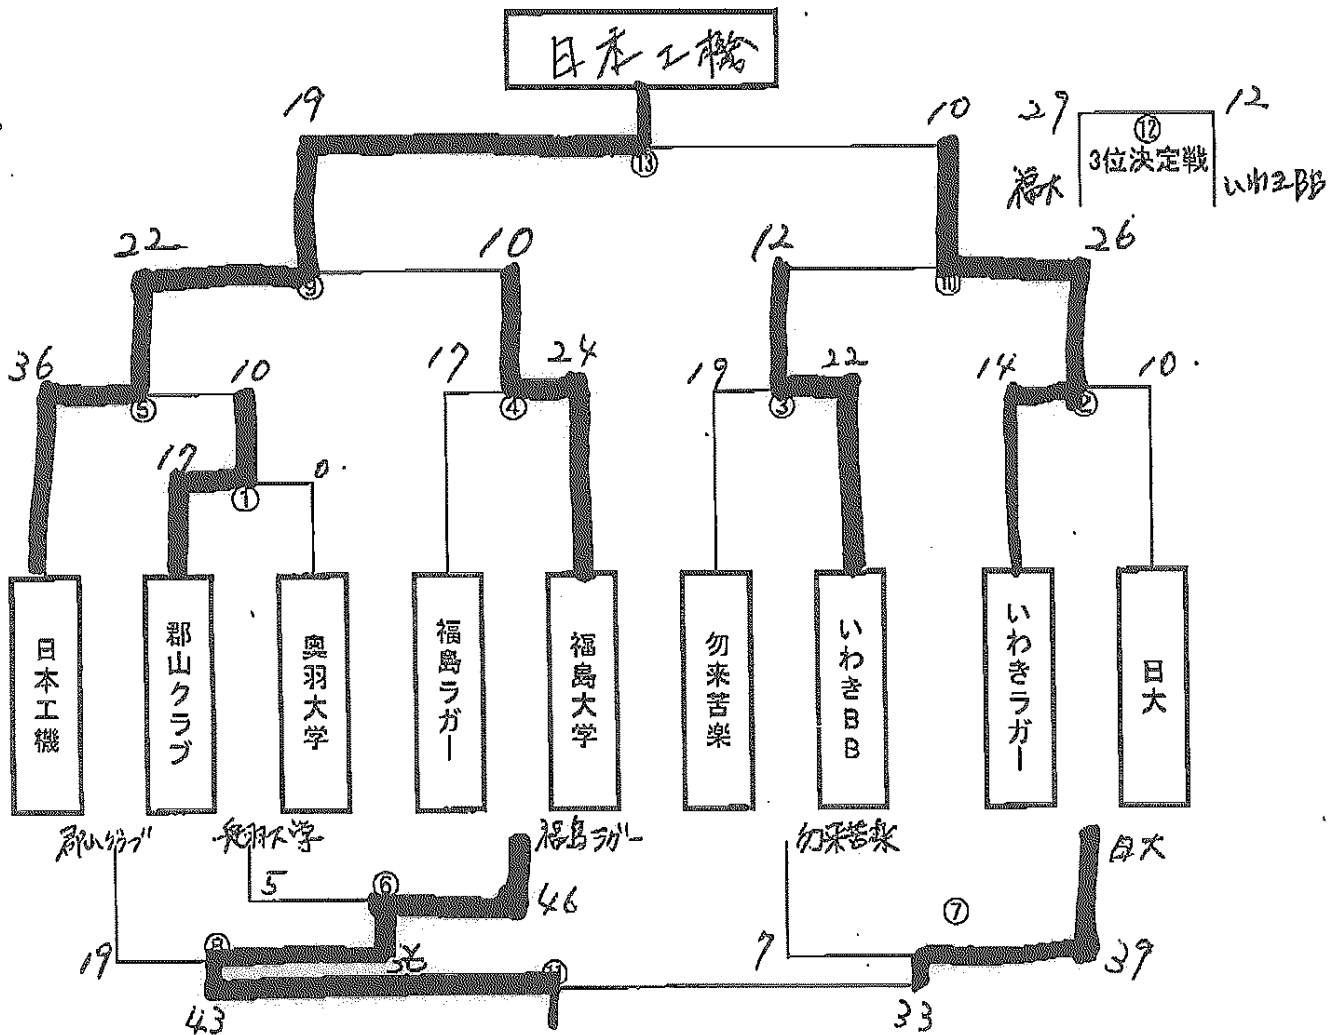 日本工機
19
10
27
12
⑫
3位決定戦
⑬
福大
いわきBB
22
10
12
26
⑨
⑩
36
10
17
24
19
22
14
10
⑤
④
③
②
17
0
①
日本工機
郡山クラブ
奥羽大学
福島ラガー
福島大学
勿来苦楽
いわきBB
いわきラガー
日大
郡山クラブ
奥羽大学
福島ラガー
勿来苦楽
日大
5
⑥
46
⑦
19
⑧
7
39
⑪
43
33